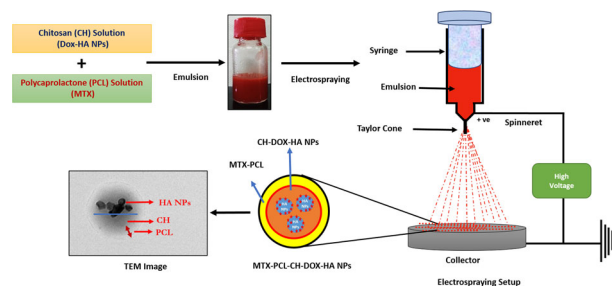 Chitosan (CH) Solution
(Dox-HA NPs)
+
Polycaprolactone (PCL) Solution
(MTX)
Emulsion
Electrospraying
Syringe
Emulsion
+ ve
Spinneret
Taylor Cone
High
Voltage
Collector
Electrospraying Setup
CH-DOX-HA NPs
MTX-PCL
MTX-PCL-CH-DOX-HA NPs
HA NPs
CH
PCL
TEM Image